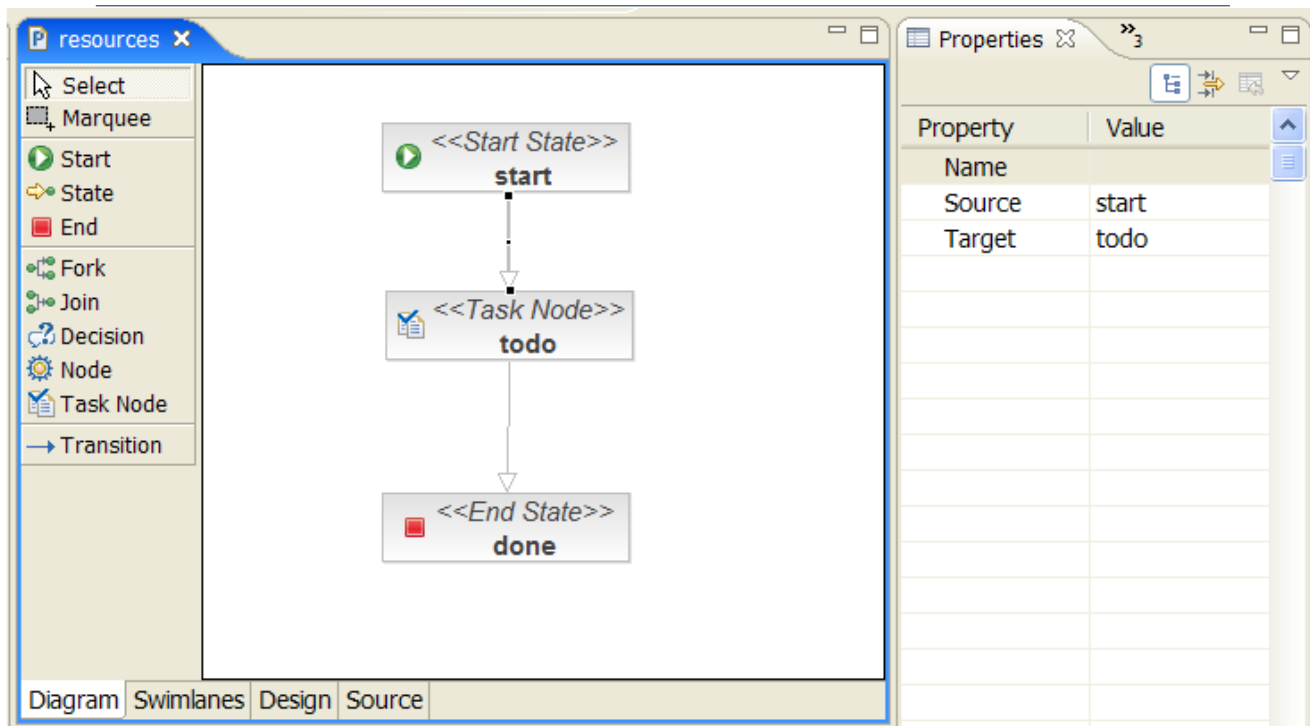 resources
Select
Marquee
Start
State
End
Fork
Join
Decision
Node
Task Node
Transition
<<Start State>>
start
<<Task Node>>
todo
<<End State>>
done
Diagram Swimlanes Design Source
Properties »3
Property Value
Name
Source start
Target todo